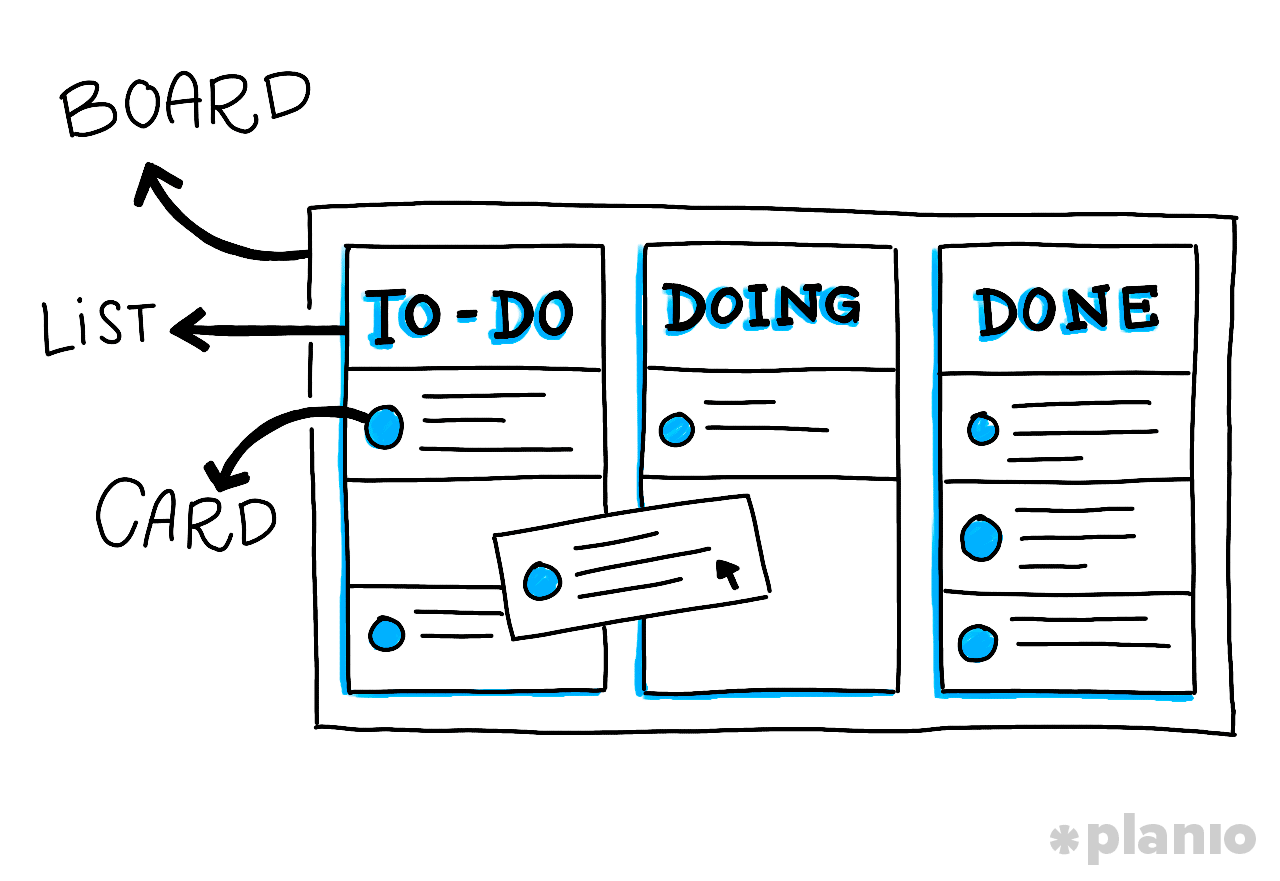 BOARD
LiST
CARD
TO-DO
DOING
DONE
*planio